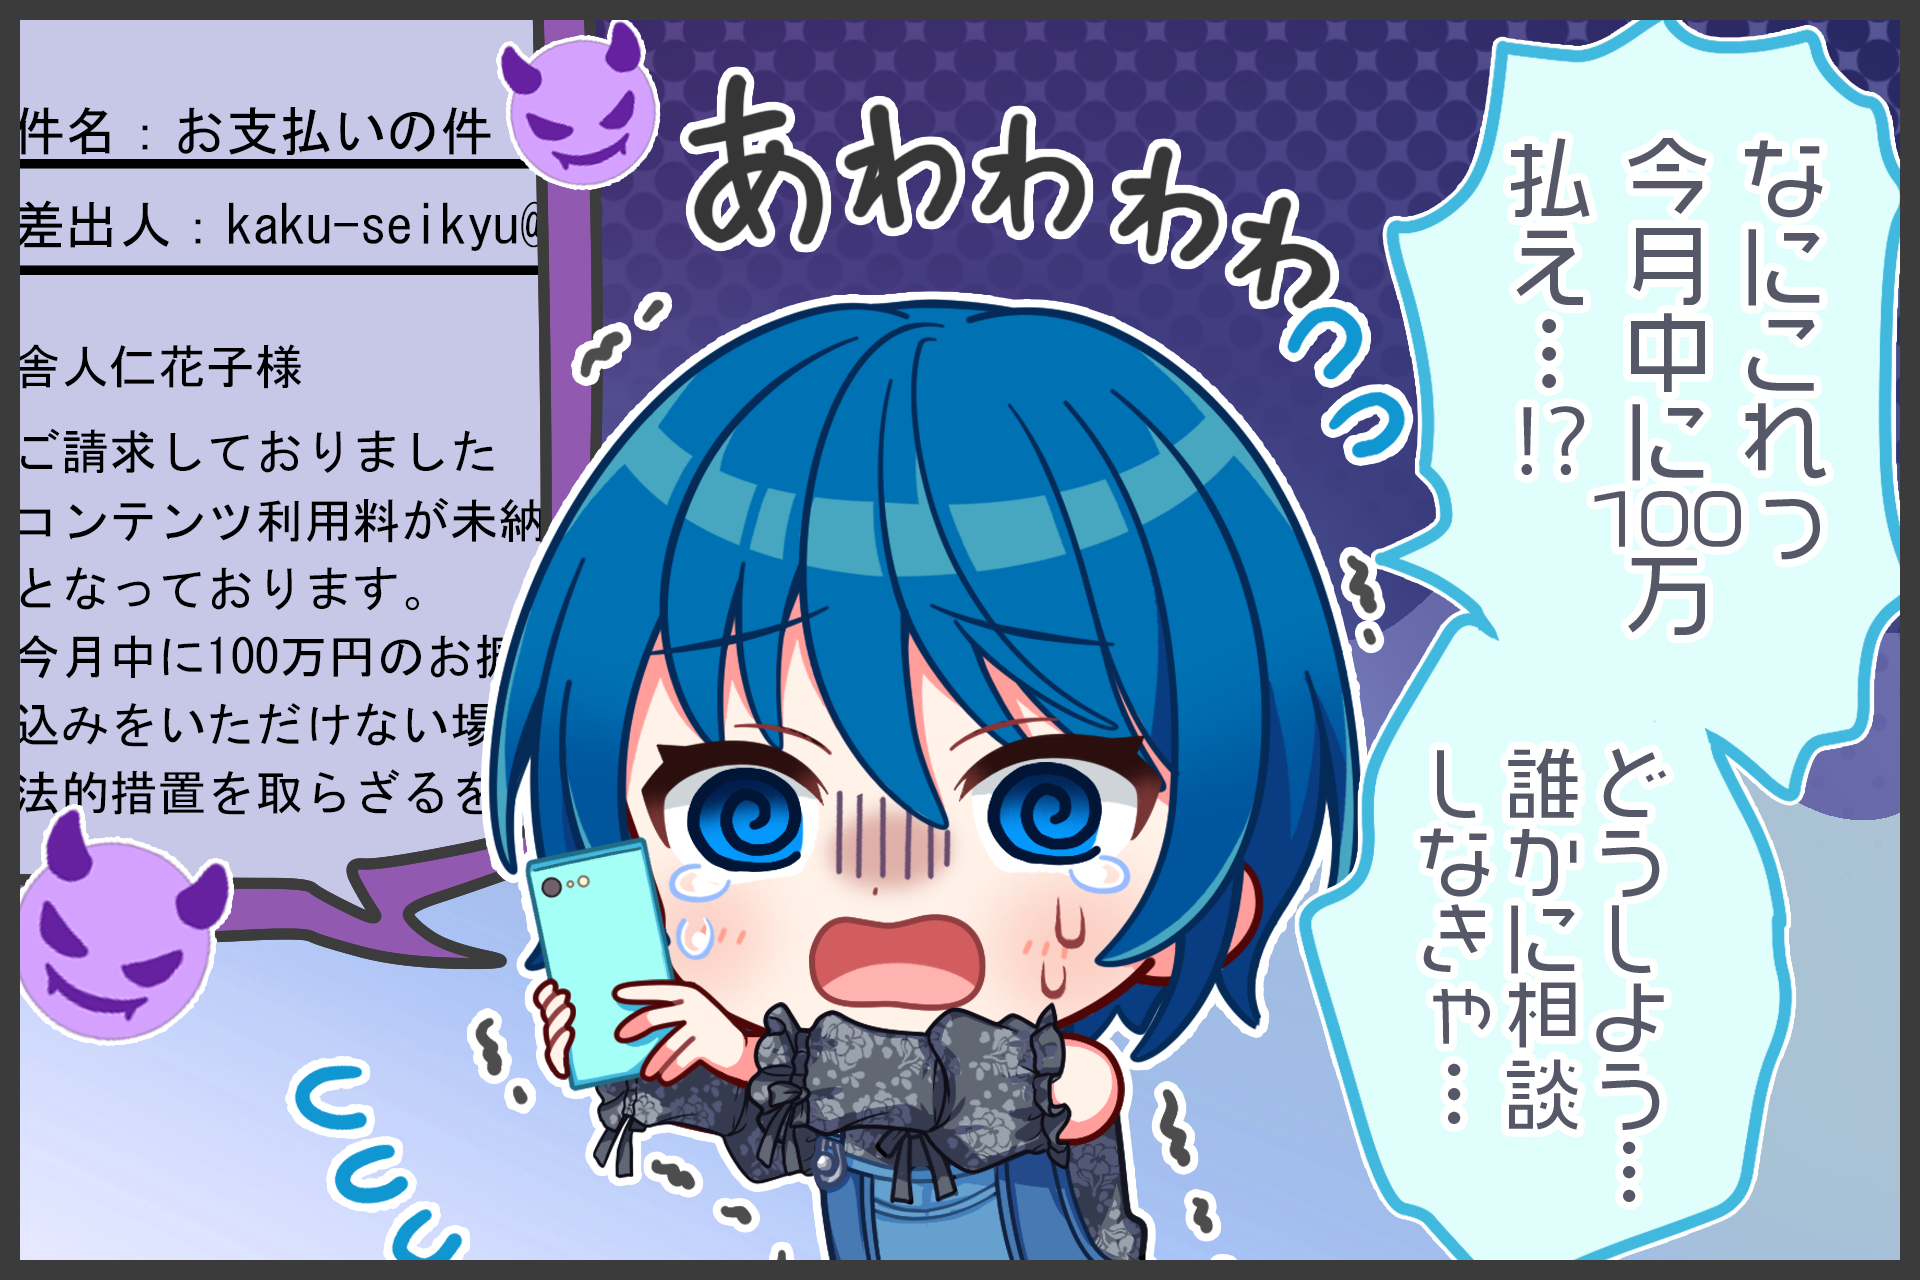 件名：お支払いの件
差出人：kaku-seikyu@
舎人仁花子様
ご請求しておりました
コンテンツ利用料が未納
となっております。
今月中に100万円のお振
込みをいただけない場
法的措置を取らざるを
あわわわわ
なにこれっ
今月中に100万
払え…!?
どうしよう…
誰かに相談
しなきゃ…